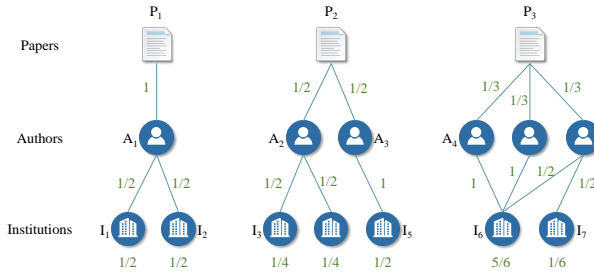 P1 P2 P3
Papers
1 1/2 1/2 1/3 1/3 1/3
Authors A1 A2 A3 A4
1/2 1/2 1/2 1/2 1 1 1 1/2 1/2
Institutions I1 I2 I3 I5 I6 I7
1/2 1/2 1/4 1/4 1/2 5/6 1/6